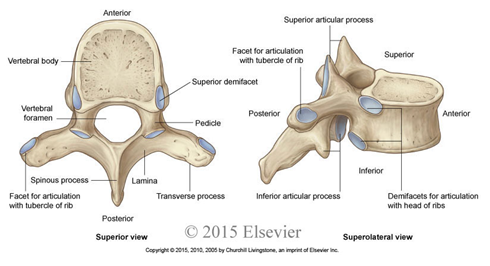 Anterior
Vertebral body
Superior demifacet
Vertebral
foramen
Pedicle
Facet for articulation
with tubercle of rib
Spinous process
Lamina
Transverse process
Posterior
Superior view
Superior articular process
Facet for articulation
with tubercle of rib
Superior
Posterior
Anterior
Inferior
Inferior articular process
Demifacets for articulation
with head of ribs
Superolateral view
© 2015 Elsevier
Copyright © 2015, 2010, 2005 by Churchill Livingstone, an imprint of Elsevier Inc.